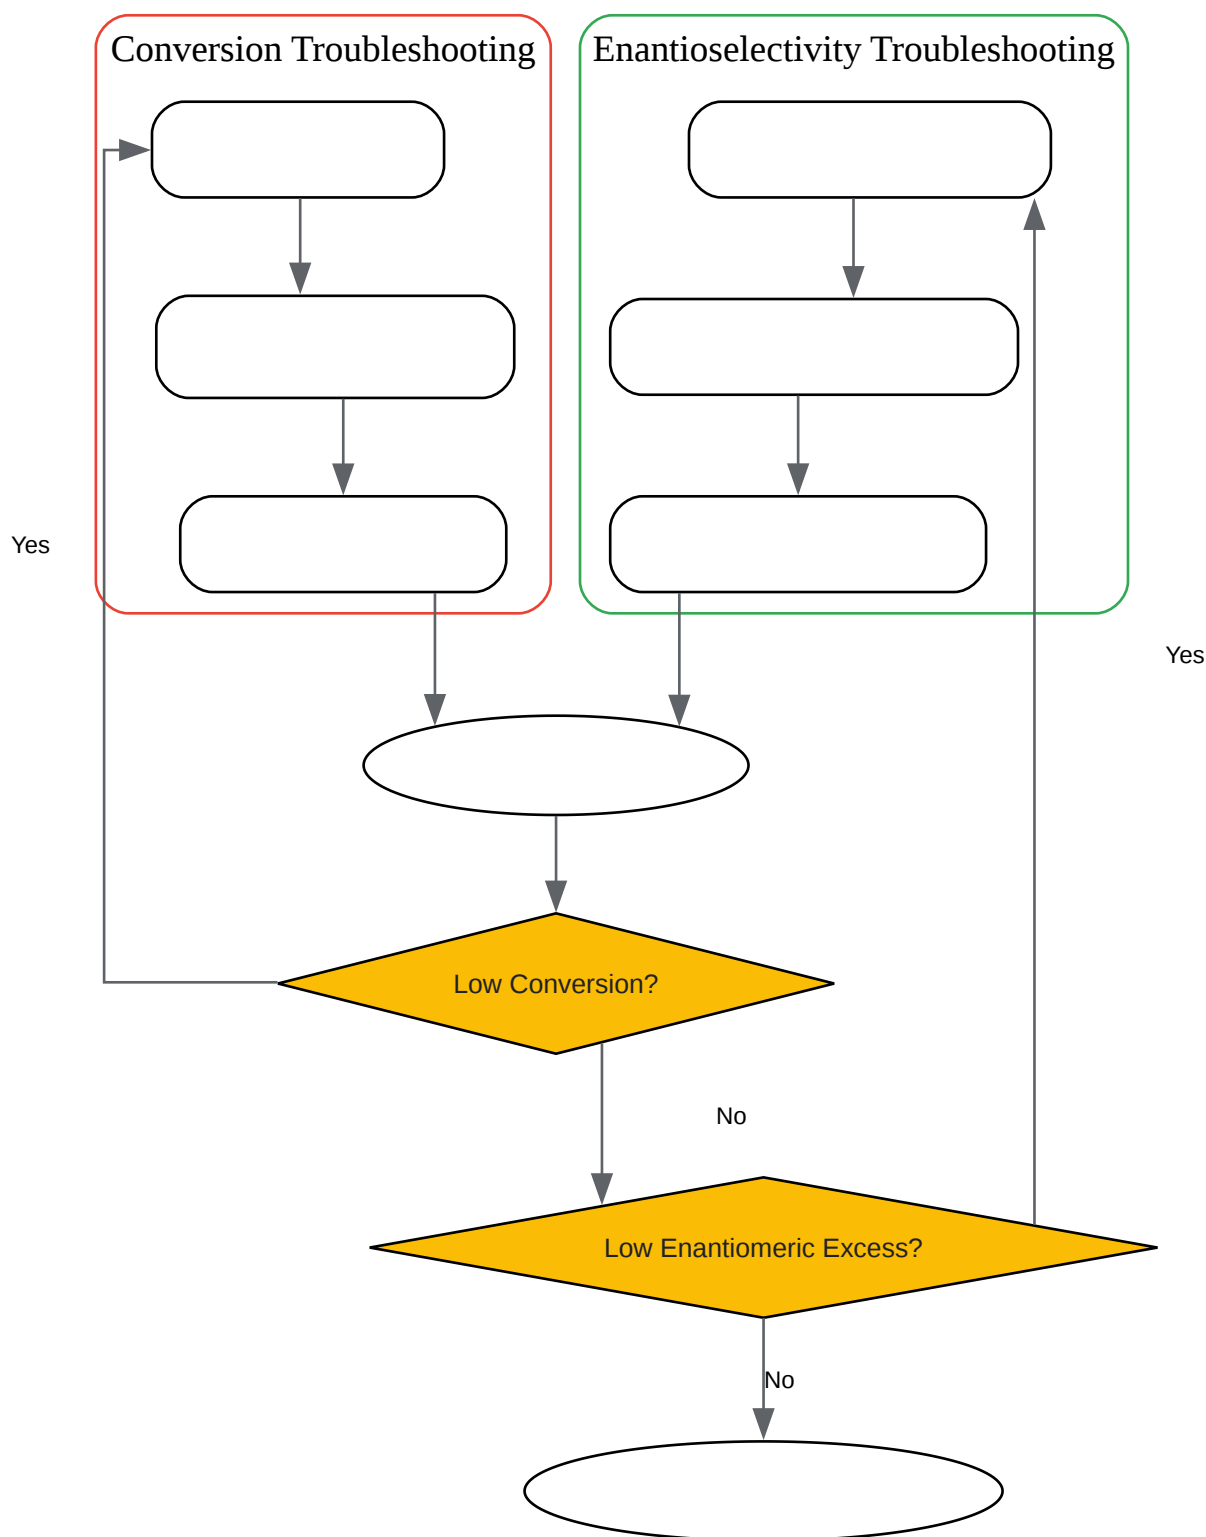 Conversion Troubleshooting
Enantioselectivity Troubleshooting
Yes
Yes
Low Conversion?
No
Low Enantiomeric Excess?
No